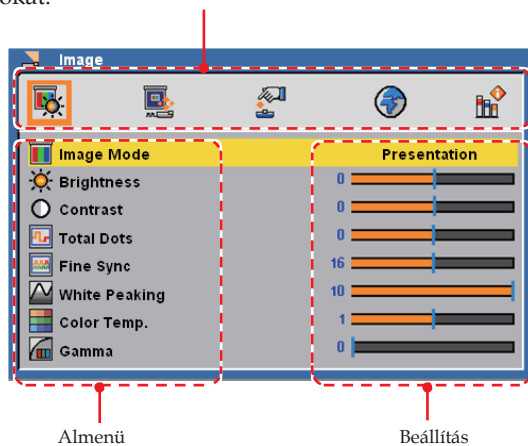 okat.
Image
Image Mode Presentation
Brightness 0
Contrast 0
Total Dots 0
Fine Sync 16
White Peaking 10
Color Temp. 1
Gamma 0
Almenü Beállítás